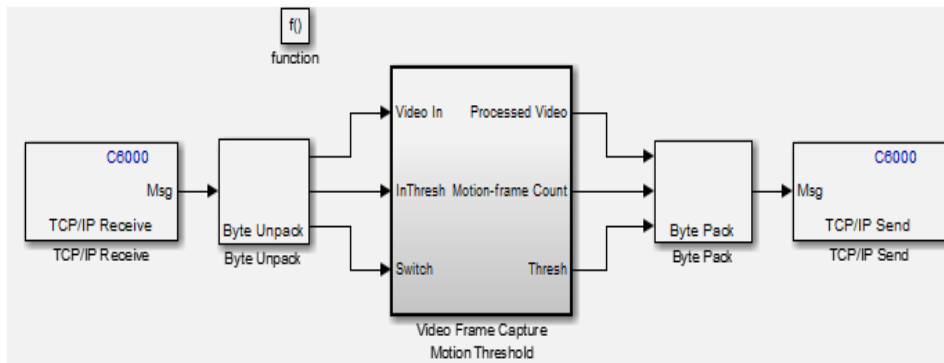 f()
function
C6000
Msg
TCP/IP Receive
TCP/IP Receive
Byte Unpack
Byte Unpack
Video In
Processed Video
InThresh
Motion-frame Count
Switch
Thresh
Video Frame Capture
Motion Threshold
Byte Pack
Byte Pack
C6000
Msg
TCP/IP Send
TCP/IP Send